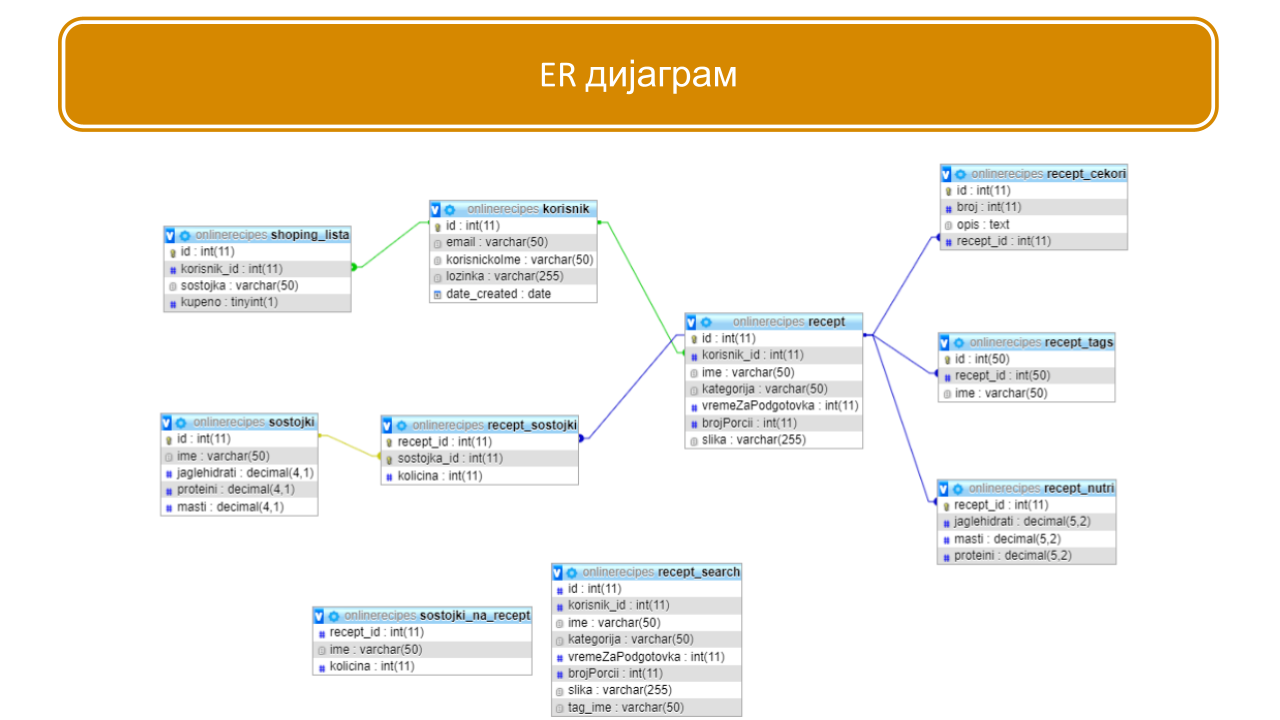 ER дијаграм
onlinerecipes shoping_lista
id : int(11)
korisnik_id : int(11)
sostojka : varchar(50)
kupeno : tinyint(1)
onlinerecipes korisnik
id : int(11)
email : varchar(50)
korisnickoIme : varchar(50)
lozinka : varchar(255)
date_created : date
onlinerecipes recept
id : int(11)
korisnik_id : int(11)
ime : varchar(50)
kategorija : varchar(50)
vremeZaPodgotovka : int(11)
brojPorcii : int(11)
slika : varchar(255)
onlinerecipes recept_cekori
id : int(11)
broj : int(11)
opis : text
recept_id : int(11)
onlinerecipes recept_tags
id : int(50)
recept_id : int(50)
ime : varchar(50)
onlinerecipes sostojki
id : int(11)
ime : varchar(50)
jaglehidrati : decimal(4,1)
proteini : decimal(4,1)
masti : decimal(4,1)
onlinerecipes recept_sostojki
recept_id : int(11)
sostojka_id : int(11)
kolicina : int(11)
onlinerecipes recept_nutri
recept_id : int(11)
jaglehidrati : decimal(5,2)
masti : decimal(5,2)
proteini : decimal(5,2)
onlinerecipes sostojki_na_recept
recept_id : int(11)
ime : varchar(50)
kolicina : int(11)
onlinerecipes recept_search
id : int(11)
korisnik_id : int(11)
ime : varchar(50)
kategorija : varchar(50)
vremeZaPodgotovka : int(11)
brojPorcii : int(11)
slika : varchar(255)
tag_ime : varchar(50)